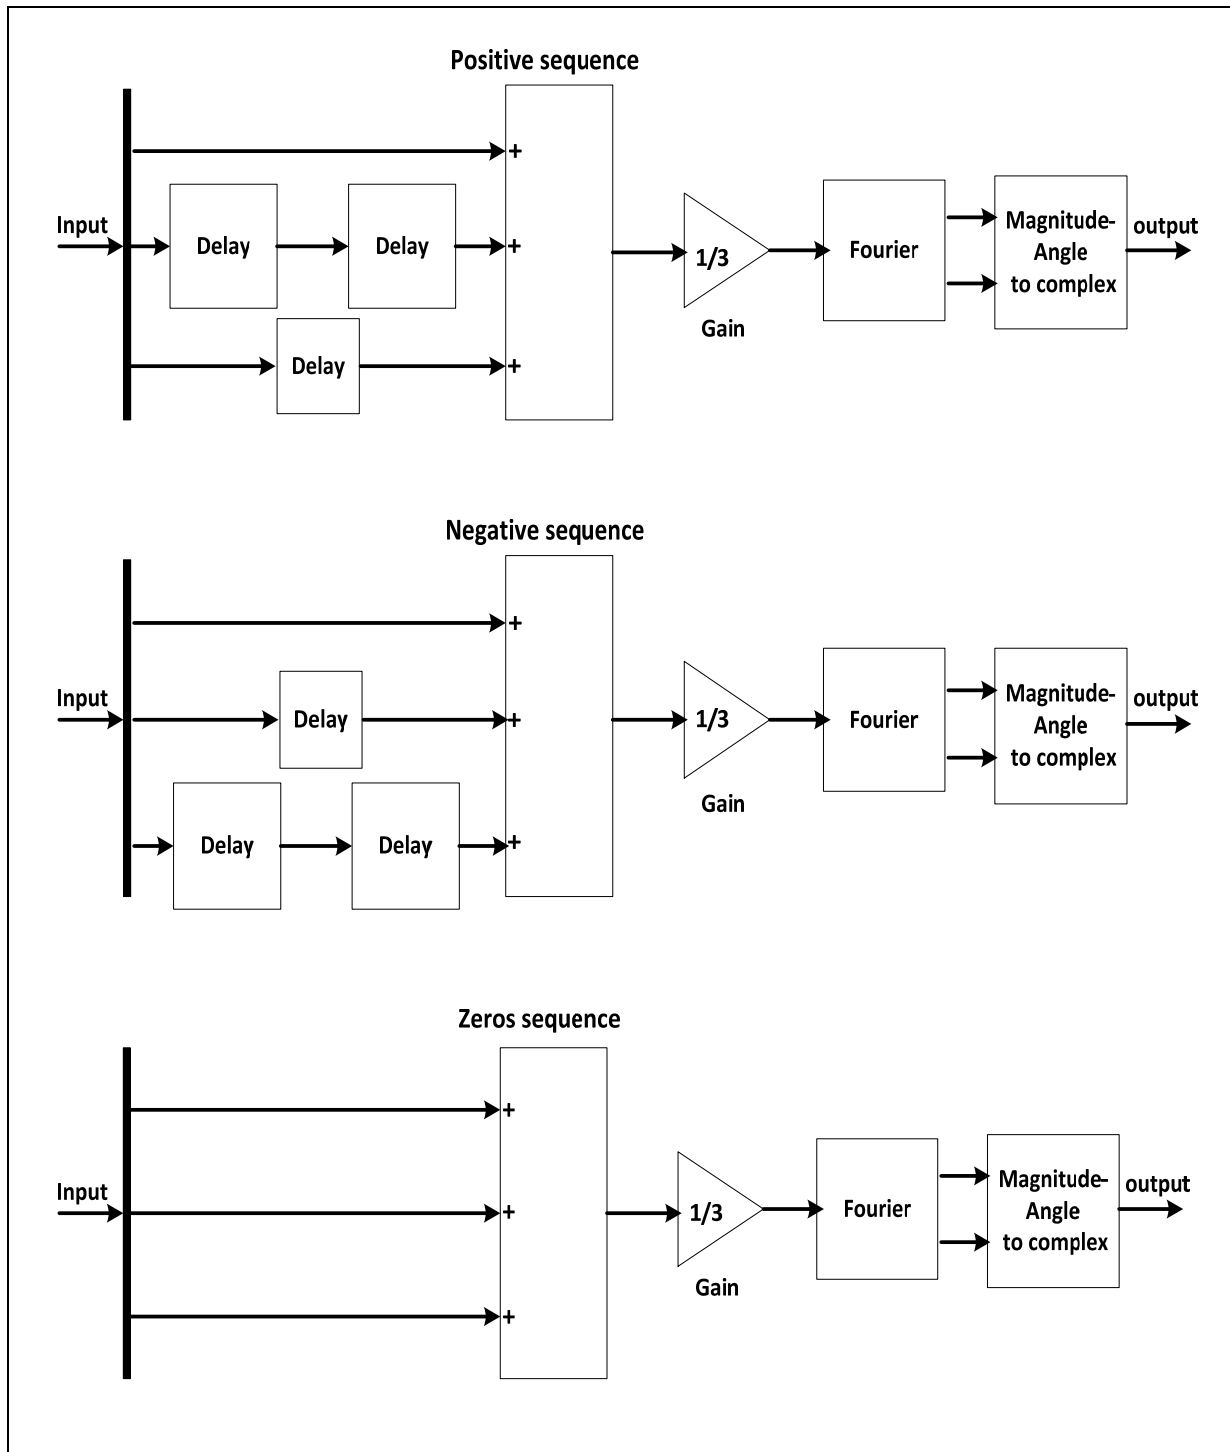 Positive sequence
+
Input
Delay
Delay
+
1/3
Gain
Fourier
Magnitude-
Angle
to complex
output
Delay
+
Negative sequence
+
Input
Delay
+
1/3
Gain
Fourier
Magnitude-
Angle
to complex
output
Delay
Delay
+
Zeros sequence
+
Input
+
1/3
Gain
Fourier
Magnitude-
Angle
to complex
output
+